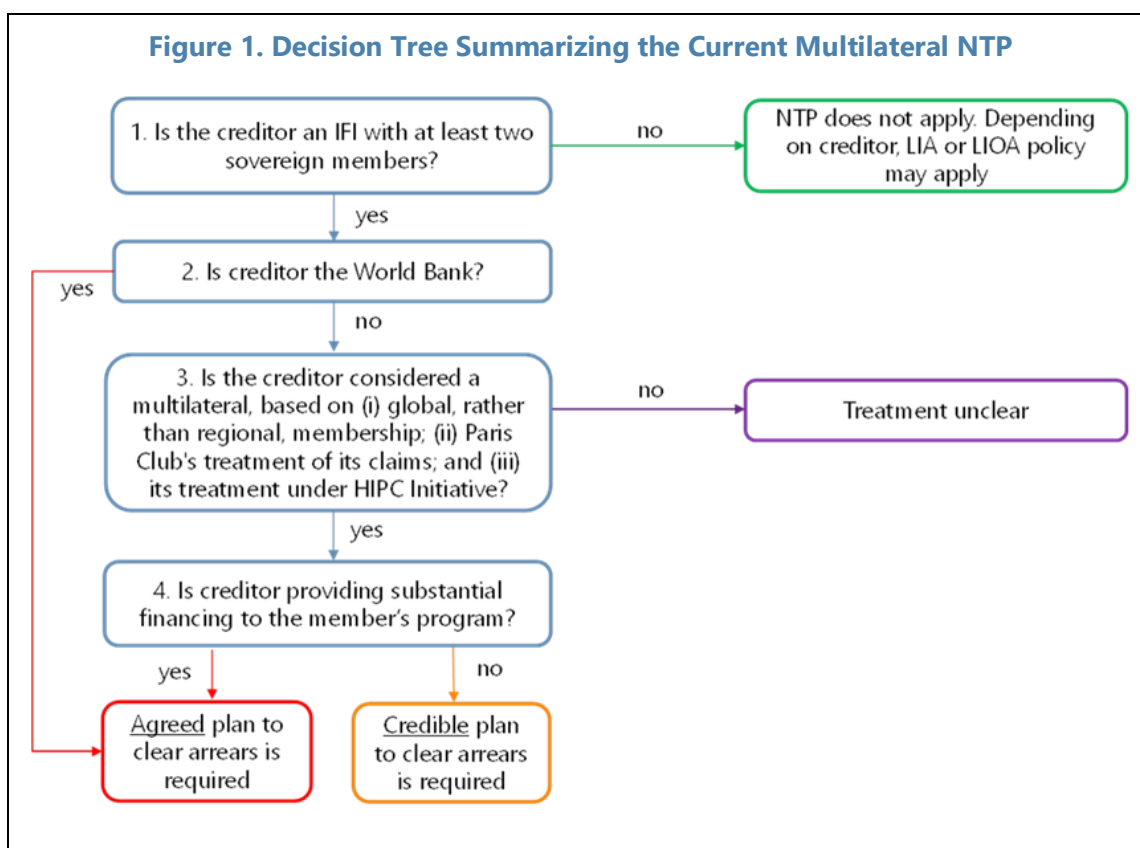 Figure 1. Decision Tree Summarizing the Current Multilateral NTP
1. Is the creditor an IFI with at least two
sovereign members?
no
NTP does not apply. Depending
on creditor, LIA or LIOA policy
may apply
yes
2. Is creditor the World Bank?
yes
no
3. Is the creditor considered a
multilateral, based on (i) global, rather
than regional, membership; (ii) Paris
Club's treatment of its claims; and (iii)
its treatment under HIPC Initiative?
no
Treatment unclear
yes
4. Is creditor providing substantial
financing to the member's program?
yes
no
Agreed plan to
clear arrears is
required
Credible plan
to clear arrears
is required